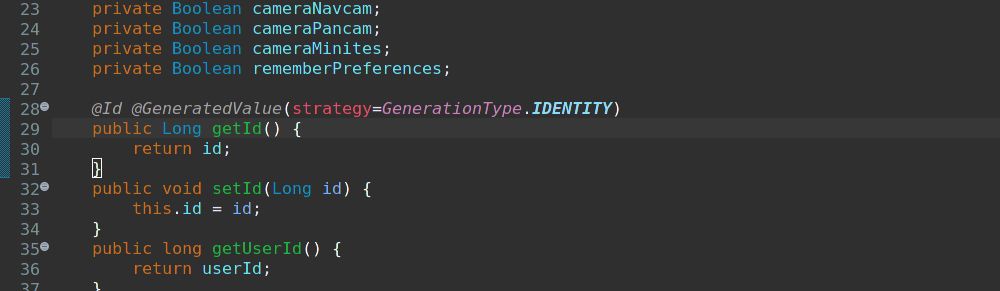 23 private Boolean cameraNavcam;
24 private Boolean cameraPancam;
25 private Boolean cameraMinites;
26 private Boolean rememberPreferences;
27
28 @Id @GeneratedValue(strategy=GenerationType.IDENTITY)
29 public Long getId() {
30 return id;
31 }
32 public void setId(Long id) {
33 this.id = id;
34 }
35 public long getUserId() {
36 return userId;
37 }